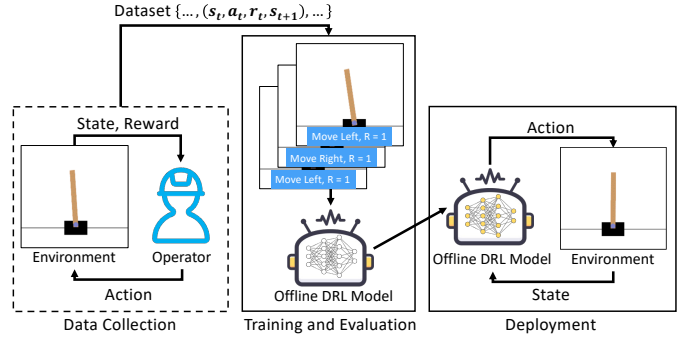 Dataset {…, (s_t, a_t, r_t, s_{t+1}), …}
State, Reward
Environment
Operator
Action
Data Collection
Move Left, R = 1
Move Right, R = 1
Move Left, R = 1
Offline DRL Model
Training and Evaluation
Action
Offline DRL Model
Environment
State
Deployment